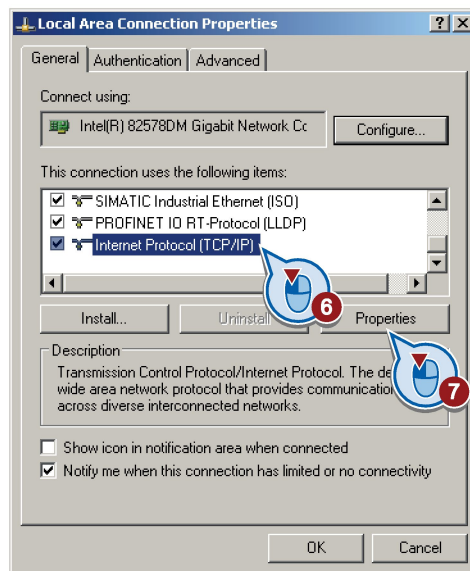 Local Area Connection Properties
General Authentication Advanced
Connect using:
Intel(R) 82578DM Gigabit Network Cc
Configure...
This connection uses the following items:
SIMATIC Industrial Ethernet (ISO)
PROFINET IO RT-Protocol (LLDP)
Internet Protocol (TCP/IP)
6
Install... Uninstall Properties
7
Description
Transmission Control Protocol/Internet Protocol. The de
wide area network protocol that provides communication
across diverse interconnected networks.
Show icon in notification area when connected
Notify me when this connection has limited or no connectivity
OK Cancel